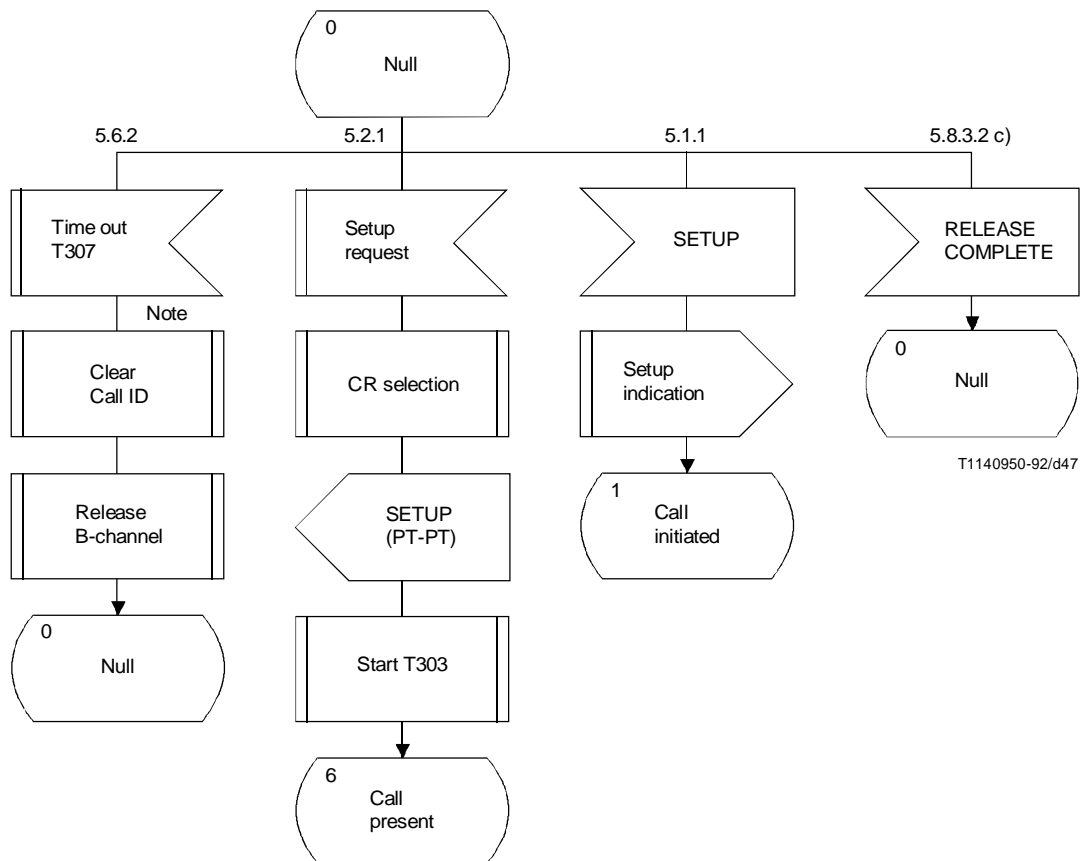 0
Null
5.6.2
5.2.1
5.1.1
5.8.3.2 c)
Time out
T307
Setup
request
SETUP
RELEASE
COMPLETE
Note
Clear
Call ID
CR selection
Setup
indication
0
Null
T1140950-92/d47
Release
B-channel
SETUP
(PT-PT)
1
Call
initiated
0
Null
Start T303
6
Call
present